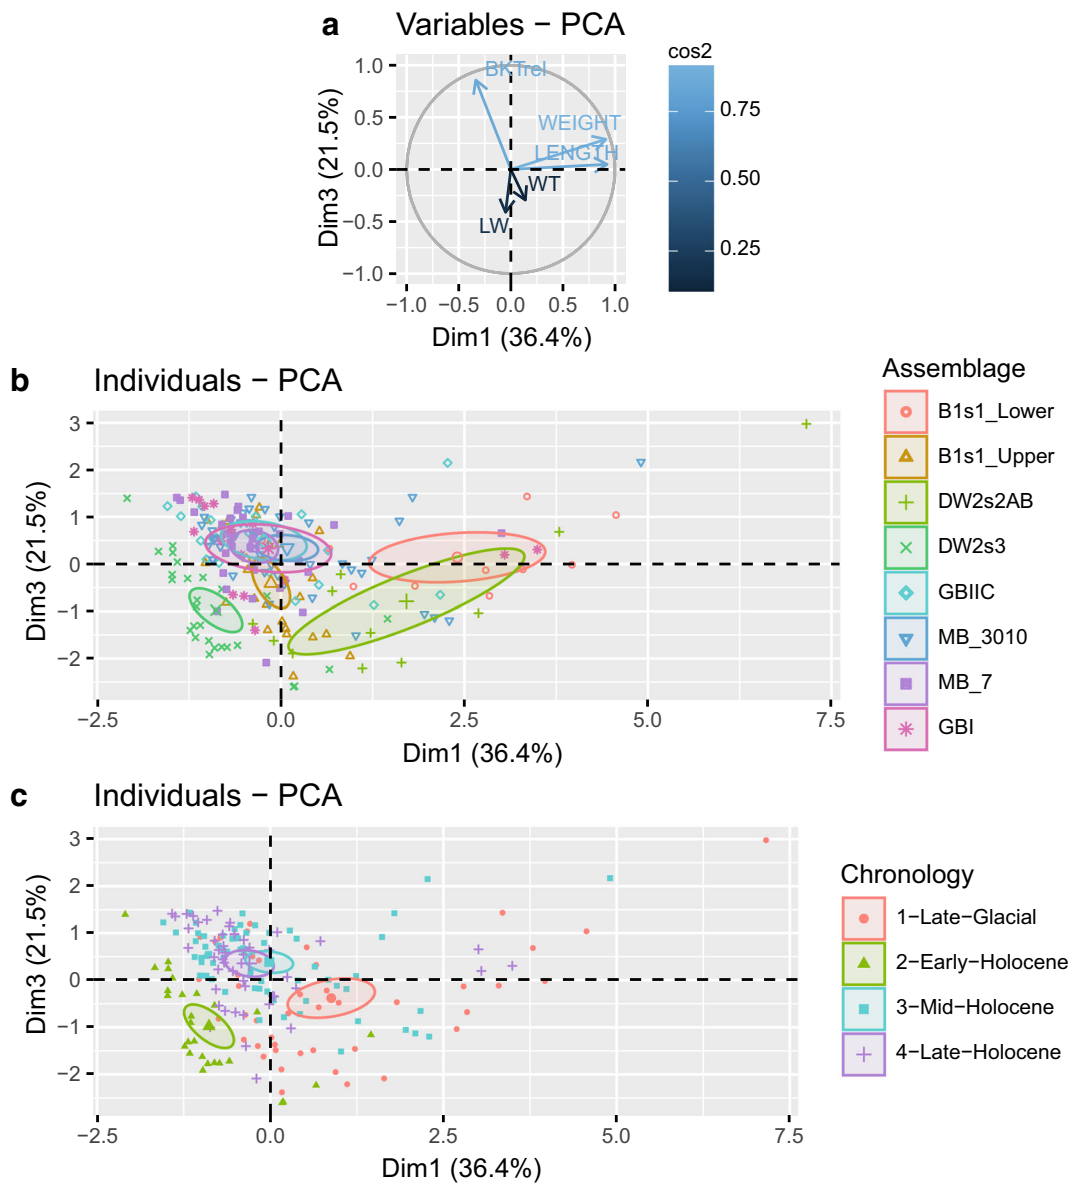 a Variables − PCA
cos2
1.0
0.5
0.0
−0.5
−1.0
Dim3 (21.5%)
BKTrel
WEIGHT
LENGTH
WT
LW
0.75
0.50
0.25
−1.0 −0.5 0.0 0.5 1.0
Dim1 (36.4%)
b Individuals − PCA
3
2
1
0
−1
−2
Dim3 (21.5%)
−2.5 0.0 2.5 5.0 7.5
Dim1 (36.4%)
Assemblage
B1s1_Lower
B1s1_Upper
DW2s2AB
DW2s3
GBIIC
MB_3010
MB_7
GBI
c Individuals − PCA
3
2
1
0
−1
−2
Dim3 (21.5%)
−2.5 0.0 2.5 5.0 7.5
Dim1 (36.4%)
Chronology
1−Late−Glacial
2−Early−Holocene
3−Mid−Holocene
4−Late−Holocene